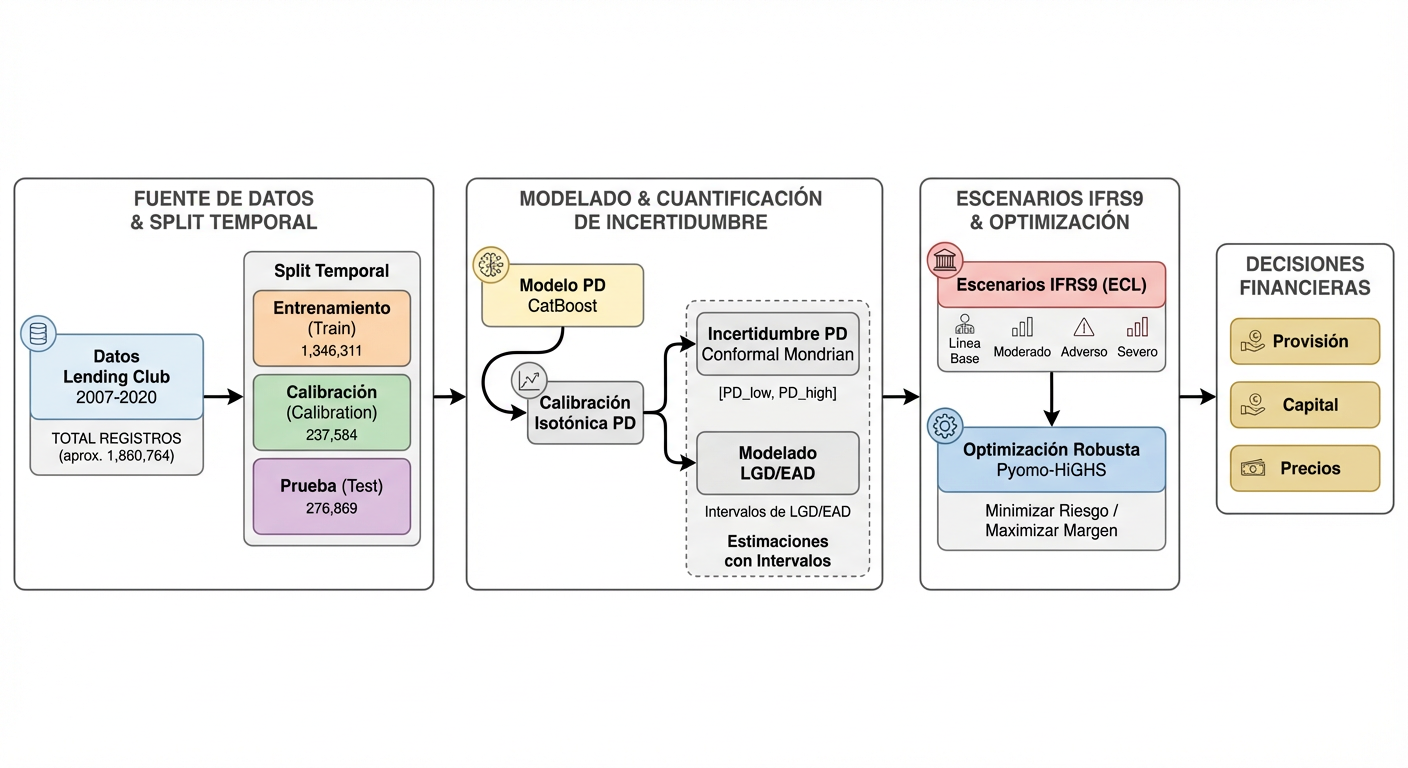 FUENTE DE DATOS
& SPLIT TEMPORAL
Datos
Lending Club
2007-2020
TOTAL REGISTROS
(aprox. 1,860,764)
Split Temporal
Entrenamiento
(Train)
1,346,311
Calibración
(Calibration)
237,584
Prueba (Test)
276,869
MODELADO & CUANTIFICACIÓN
DE INCERTIDUMBRE
Modelo PD
CatBoost
Calibración
Isotónica PD
Incertidumbre PD
Conformal Mondrian
[PD_low, PD_high]
Modelado
LGD/EAD
Intervalos de LGD/EAD
Estimaciones
con Intervalos
ESCENARIOS IFRS9
& OPTIMIZACIÓN
Escenarios IFRS9 (ECL)
Linea
Base
Moderado
Adverso
Severo
Optimización Robusta
Pyomo-HiGHS
Minimizar Riesgo /
Maximizar Margen
DECISIONES
FINANCIERAS
Provisión
Capital
Precios